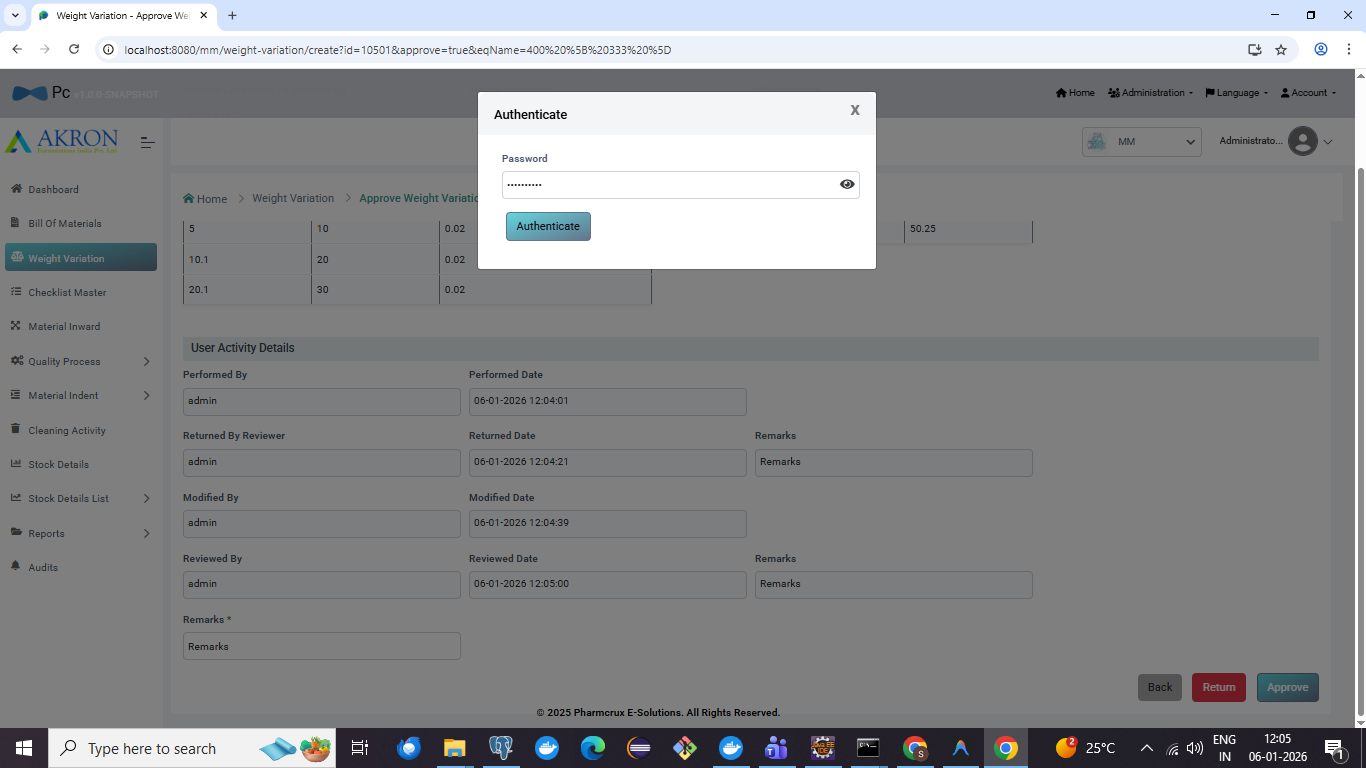 Weight Variation - Approve We
localhost:8080/mm/weight-variation/create?id=10501&approve=true&eqName=400%20%5B%20333%20%5D
Pc v1.0.0-SNAPSHOT
Home
Administration
Language
Account
AKRON
MM
Administrato...
Dashboard
Bill Of Materials
Weight Variation
Checklist Master
Material Inward
Quality Process
Material Indent
Cleaning Activity
Stock Details
Stock Details List
Reports
Audits
Authenticate
X
Password
••••••••••
Authenticate
Home > Weight Variation > Approve Weight Variatio
5 10 0.02 50.25
10.1 20 0.02
20.1 30 0.02
User Activity Details
Performed By Performed Date
admin 06-01-2026 12:04:01
Returned By Reviewer Returned Date Remarks
admin 06-01-2026 12:04:21 Remarks
Modified By Modified Date
admin 06-01-2026 12:04:39
Reviewed By Reviewed Date Remarks
admin 06-01-2026 12:05:00 Remarks
Remarks *
Remarks
Back Return Approve
© 2025 Pharmcrux E-Solutions. All Rights Reserved.
Type here to search
2
25°C
ENG
IN
12:05
06-01-2026
1